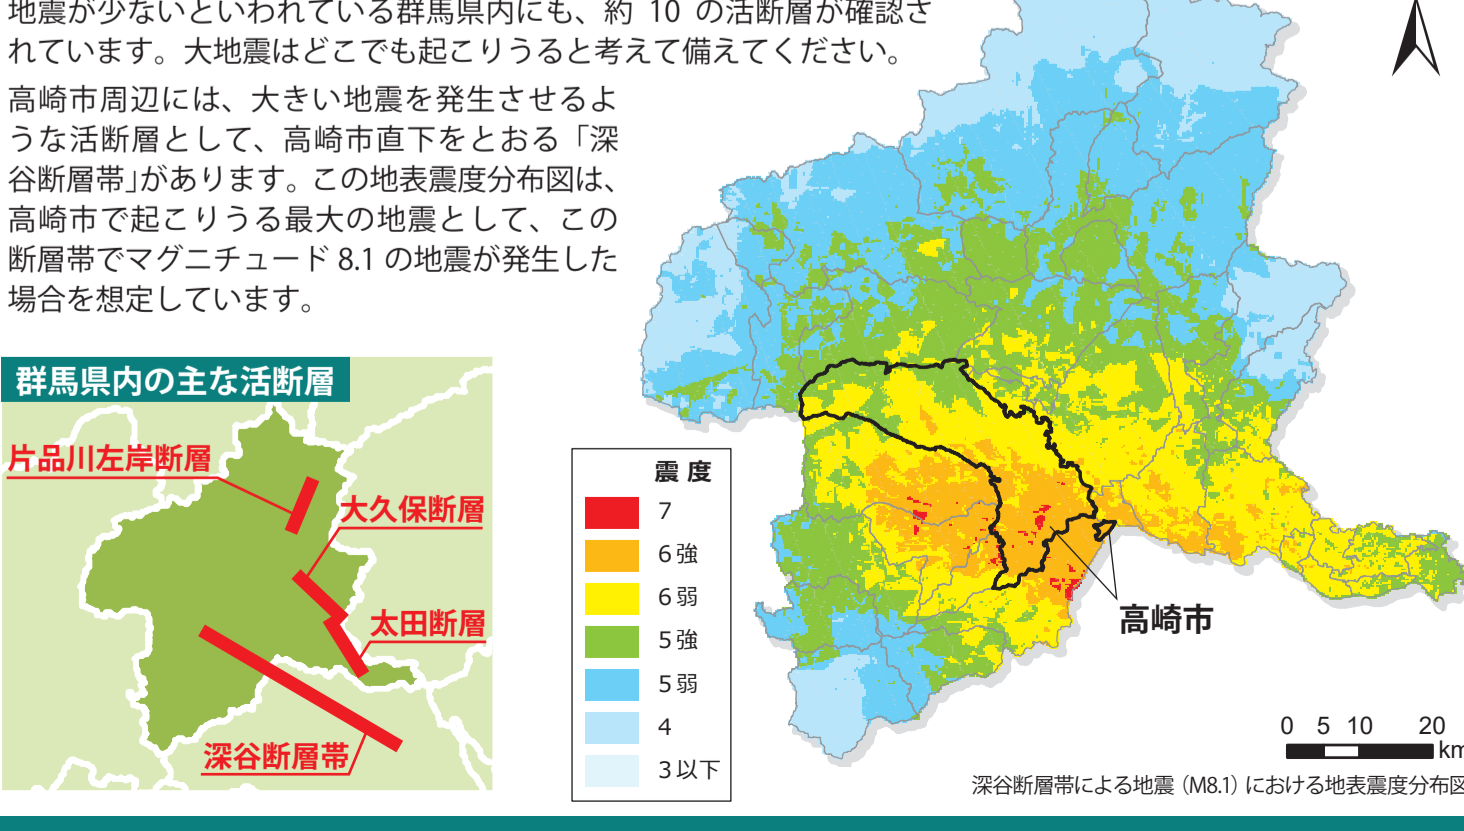 地震が少ないといわれている群馬県内にも、約 10 の活断層が確認さ
れています。大地震はどこでも起こりうると考えて備えてください。
高崎市周辺には、大きい地震を発生させるよ
うな活断層として、高崎市直下をとおる「深
谷断層帯」があります。この地表震度分布図は、
高崎市で起こりうる最大の地震として、この
断層帯でマグニチュード 8.1 の地震が発生した
場合を想定しています。
群馬県内の主な活断層
片品川左岸断層
大久保断層
太田断層
深谷断層帯
震度
7
6強
6弱
5強
5弱
4
3以下
高崎市
0 5 10 20
km
深谷断層帯による地震（M8.1）における地表震度分布図